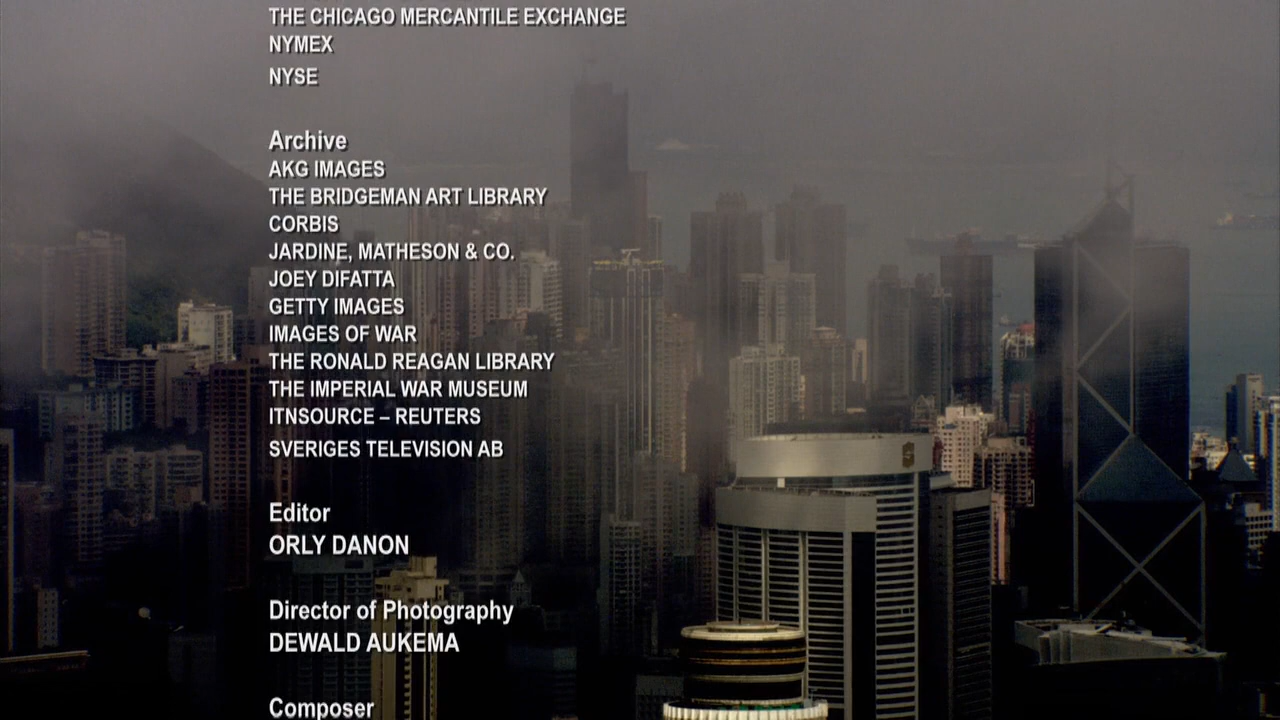 THE CHICAGO MERCANTILE EXCHANGE
NYMEX
NYSE
Archive
AKG IMAGES
THE BRIDGEMAN ART LIBRARY
CORBIS
JARDINE, MATHESON & CO.
JOEY DIFATTA
GETTY IMAGES
IMAGES OF WAR
THE RONALD REAGAN LIBRARY
THE IMPERIAL WAR MUSEUM
ITNSOURCE – REUTERS
SVERIGES TELEVISION AB
Editor
ORLY DANON
Director of Photography
DEWALD AUKEMA
Composer